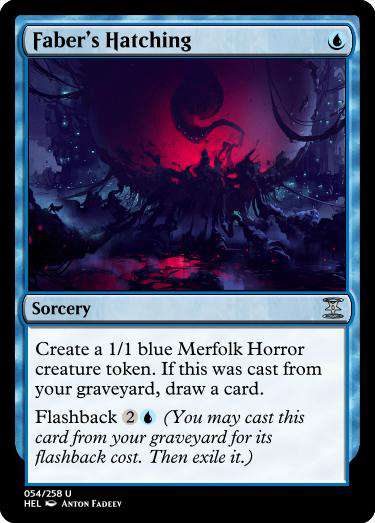 Faber's Hatching
Sorcery
Create a 1/1 blue Merfolk Horror
creature token. If this was cast from
your graveyard, draw a card.
Flashback 2 (You may cast this
card from your graveyard for its
flashback cost. Then exile it.)
054/258 U
HEL Anton Fadeev